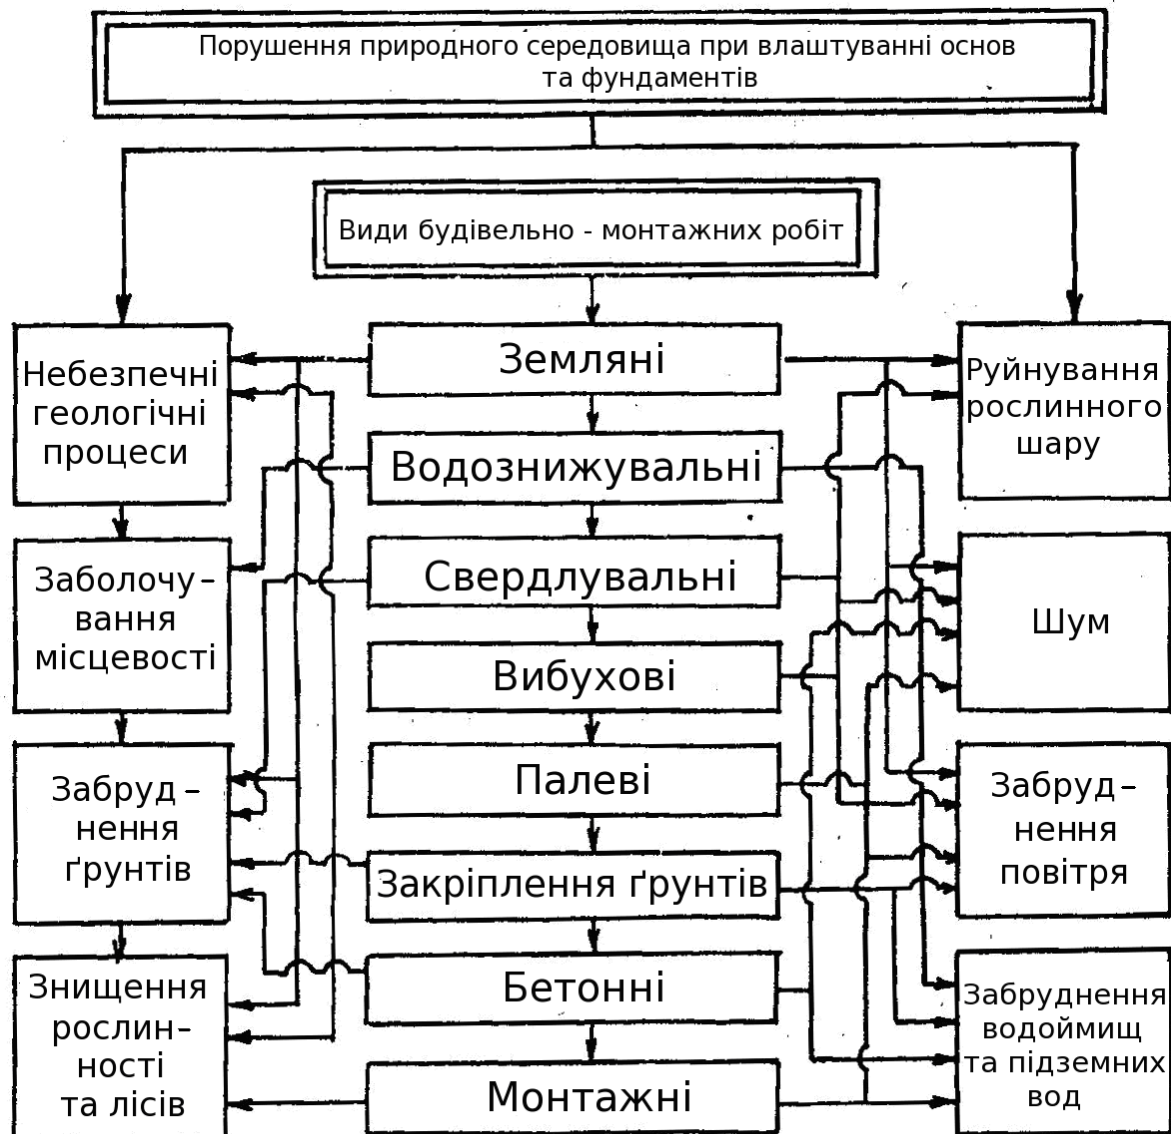 Порушення природного середовища при влаштуванні основ
та фундаментів
Види будівельно - монтажних робіт
Небезпечні
геологічні
процеси
Заболочу–
вання
місцевості
Забруд–
нення
ґрунтів
Знищення
рослин–
ності
та лісів
Земляні
Водознижувальні
Свердлувальні
Вибухові
Палеві
Закріплення ґрунтів
Бетонні
Монтажні
Руйнування
рослинного
шару
Шум
Забруд–
нення
повітря
Забруднення
водоймищ
та підземних
вод